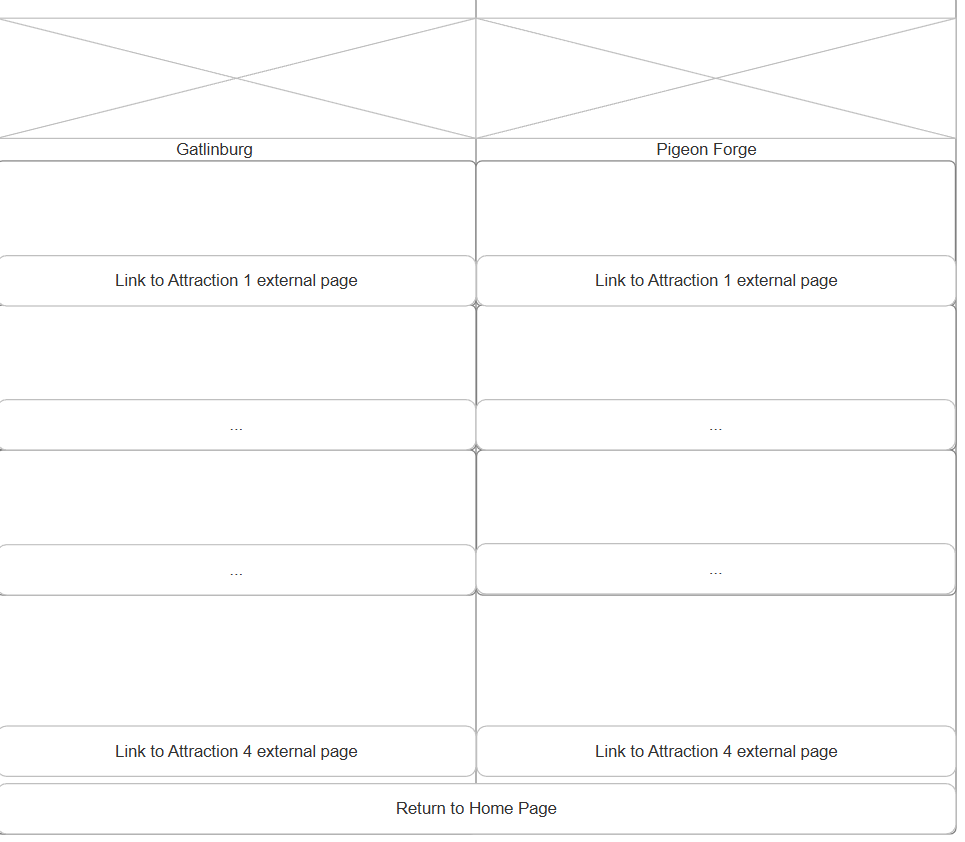 Gatlinburg
Pigeon Forge
Link to Attraction 1 external page
Link to Attraction 1 external page
...
...
...
...
Link to Attraction 4 external page
Link to Attraction 4 external page
Return to Home Page